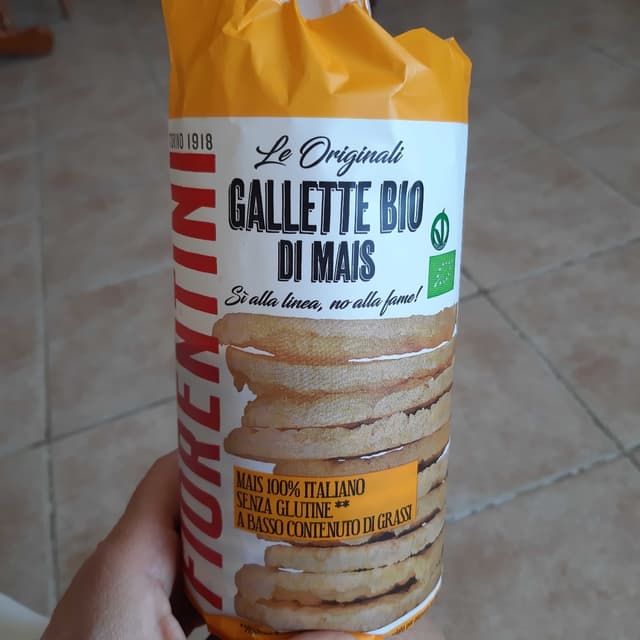 TORINO 1918
FIORENTINI
Le Originali
GALLETTE BIO
DI MAIS
Sì alla linea, no alla fame!
MAIS 100% ITALIANO
SENZA GLUTINE**
A BASSO CONTENUTO DI GRASSI